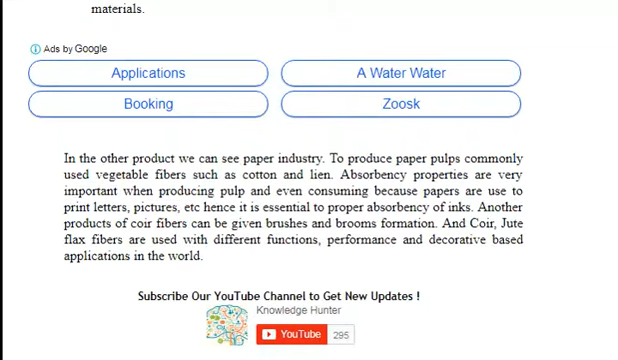 materials.
Ads by Google
Applications
A Water Water
Booking
Zoosk
In the other product we can see paper industry. To produce paper pulps commonly
used vegetable fibers such as cotton and lien. Absorbency properties are very
important when producing pulp and even consuming because papers are use to
print letters, pictures, etc hence it is essential to proper absorbency of inks. Another
products of coir fibers can be given brushes and brooms formation. And Coir, Jute
flax fibers are used with different functions, performance and decorative based
applications in the world.
Subscribe Our YouTube Channel to Get New Updates !
Knowledge Hunter
YouTube 295